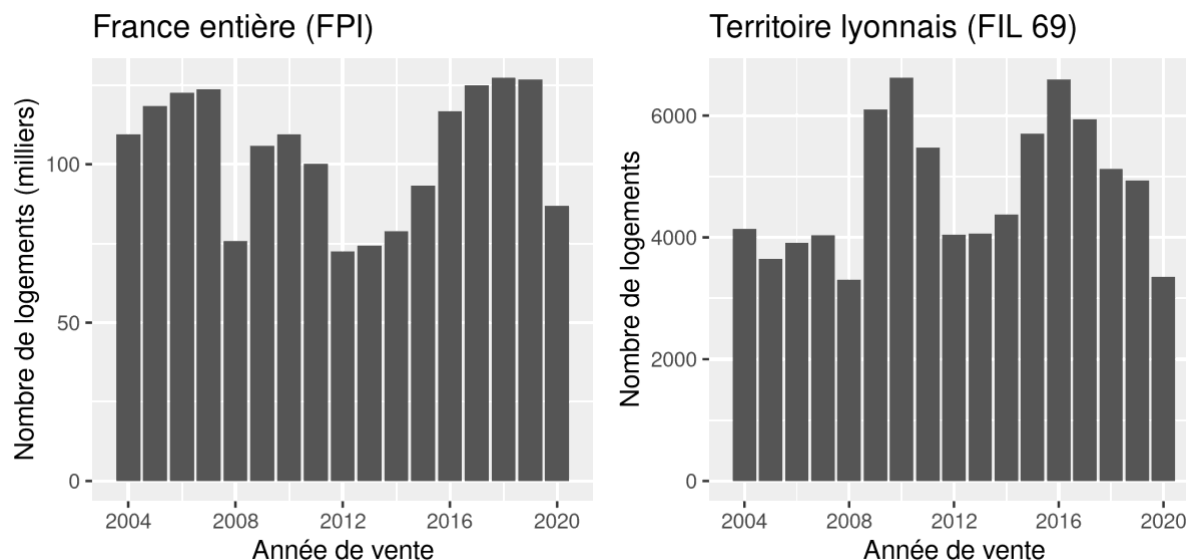 France entière (FPI)
Nombre de logements (milliers)
100
50
0
2004 2008 2012 2016 2020
Année de vente
Territoire lyonnais (FIL 69)
Nombre de logements
6000
4000
2000
0
2004 2008 2012 2016 2020
Année de vente